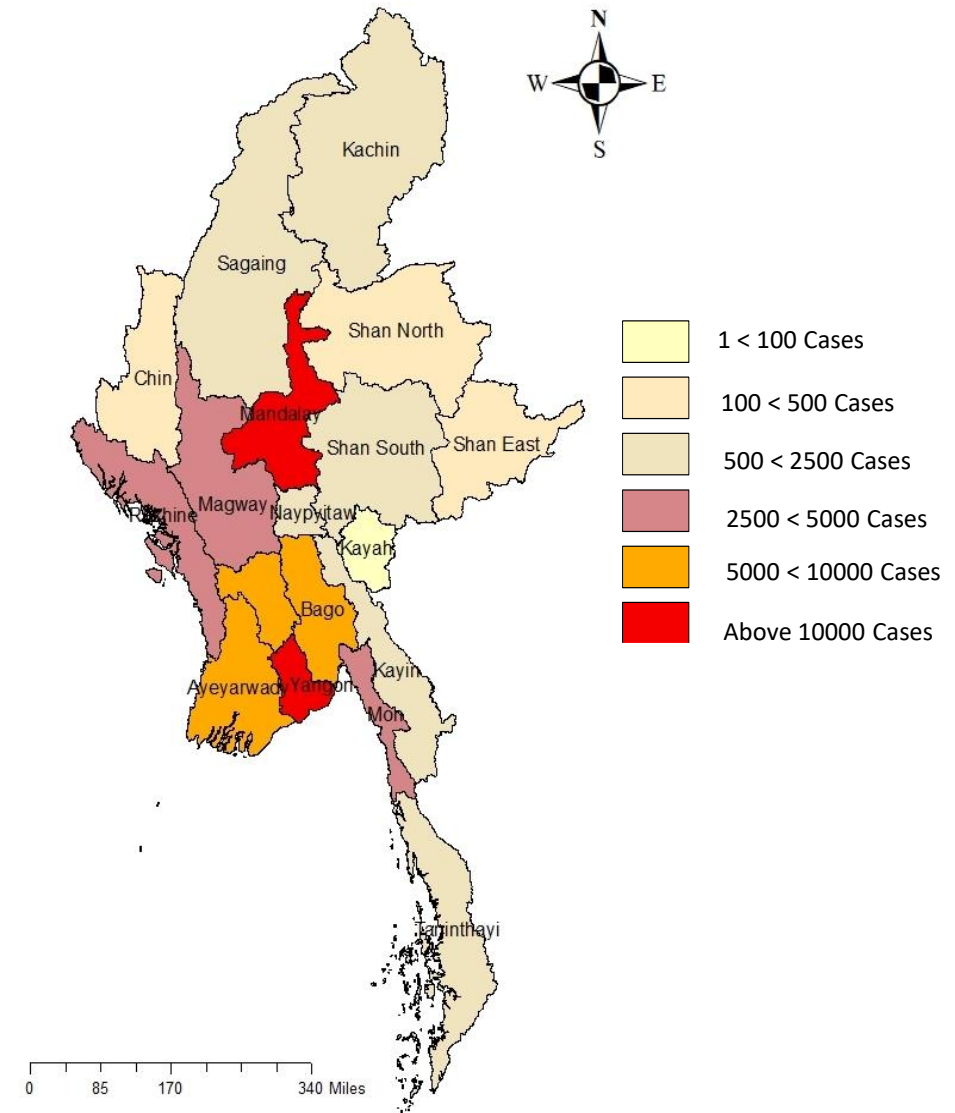 N
W E
S
Kachin
Sagaing
Shan North
Chin
Mandalay
Shan South
Shan East
Magway
Naypyitaw
Rakhine
Kayah
Bago
Kayin
Ayeyarwady
Yangon
Mon
Taninthayi
1 < 100 Cases
100 < 500 Cases
500 < 2500 Cases
2500 < 5000 Cases
5000 < 10000 Cases
Above 10000 Cases
0 85 170 340 Miles